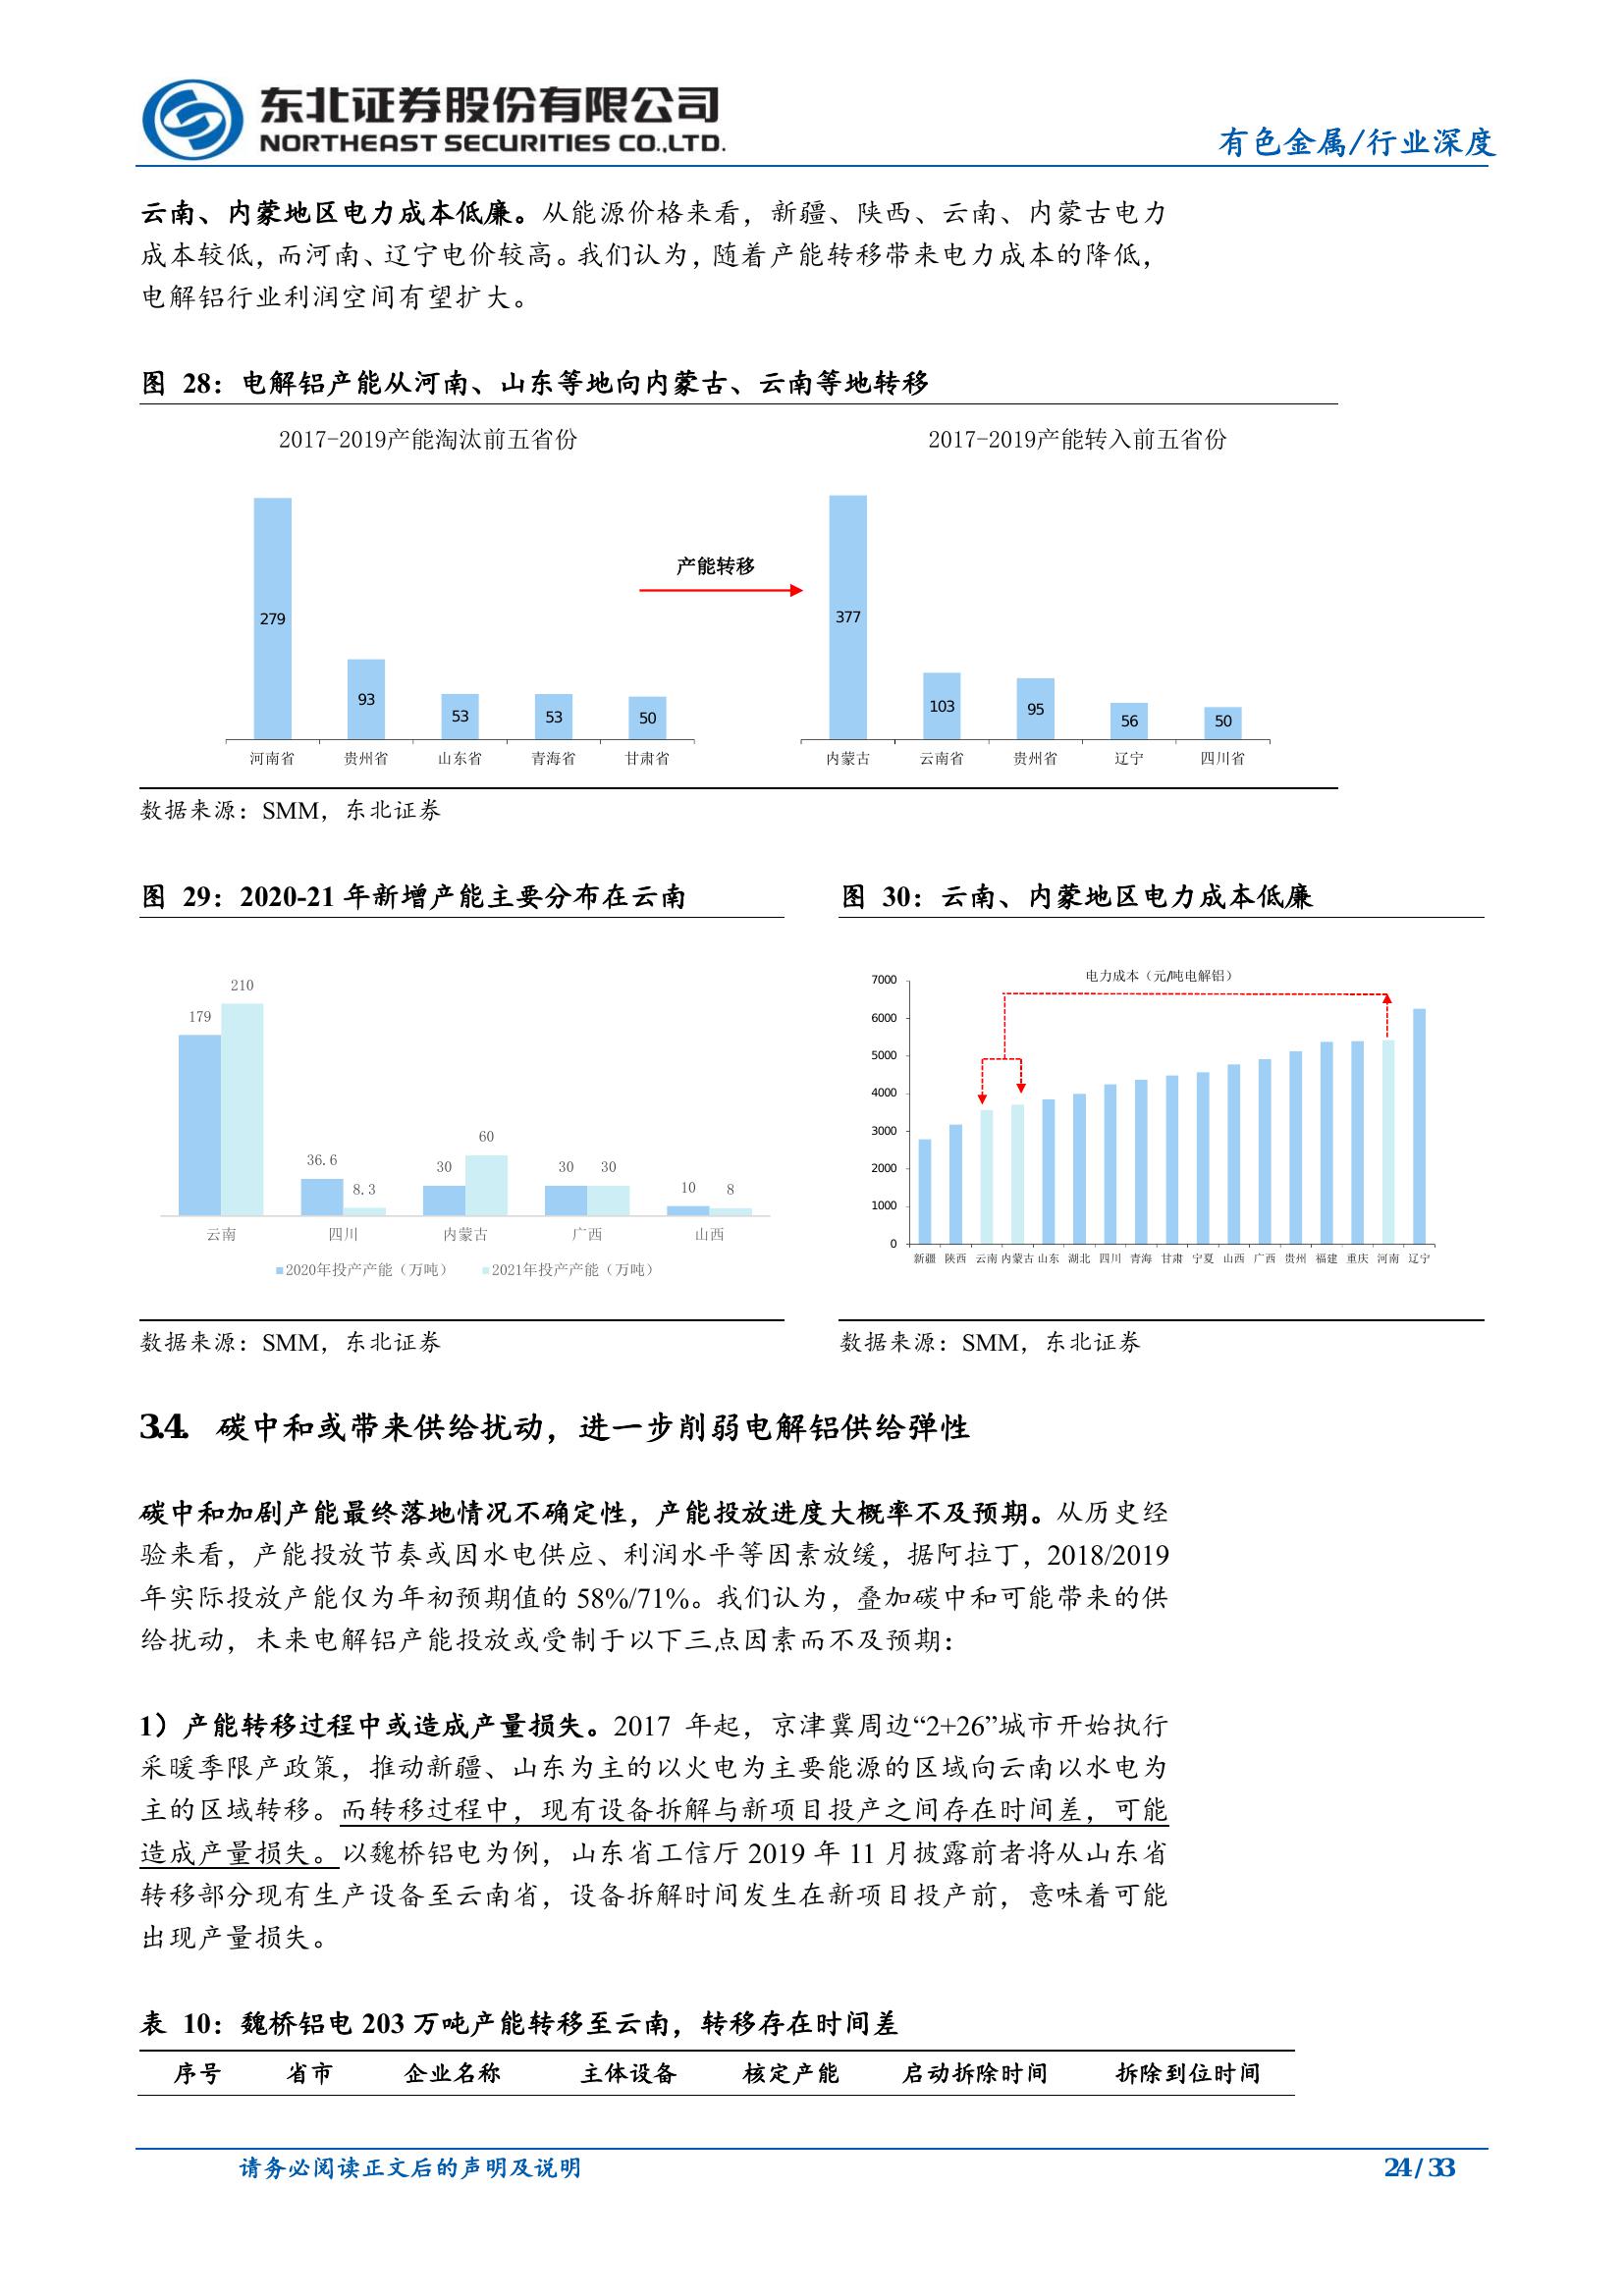 东北证券股份有限公司
NORTHEAST SECURITIES CO.,LTD.
有色金属/行业深度
云南、内蒙地区电力成本低廉。从能源价格来看，新疆、陕西、云南、内蒙古电力
成本较低，而河南、辽宁电价较高。我们认为，随着产能转移带来电力成本的降低，
电解铝行业利润空间有望扩大。
图 28：电解铝产能从河南、山东等地向内蒙古、云南等地转移
2017-2019产能淘汰前五省份
279
93
53
53
50
河南省 贵州省 山东省 青海省 甘肃省
产能转移
2017-2019产能转入前五省份
377
103
95
56
50
内蒙古 云南省 贵州省 辽宁 四川省
数据来源：SMM，东北证券
图 29：2020-21 年新增产能主要分布在云南
179
210
36.6
8.3
30
60
30
30
10
8
云南 四川 内蒙古 广西 山西
2020年投产产能（万吨） 2021年投产产能（万吨）
数据来源：SMM，东北证券
图 30：云南、内蒙地区电力成本低廉
电力成本（元/吨电解铝）
7000
6000
5000
4000
3000
2000
1000
0
新疆 陕西 云南 内蒙古 山东 湖北 四川 青海 甘肃 宁夏 山西 广西 贵州 福建 重庆 河南 辽宁
数据来源：SMM，东北证券
3.4. 碳中和或带来供给扰动，进一步削弱电解铝供给弹性
碳中和加剧产能最终落地情况不确定性，产能投放进度大概率不及预期。从历史经
验来看，产能投放节奏或因水电供应、利润水平等因素放缓，据阿拉丁，2018/2019
年实际投放产能仅为年初预期值的 58%/71%。我们认为，叠加碳中和可能带来的供
给扰动，未来电解铝产能投放或受制于以下三点因素而不及预期：
1）产能转移过程中或造成产量损失。2017 年起，京津冀周边“2+26”城市开始执行
采暖季限产政策，推动新疆、山东为主的以火电为主要能源的区域向云南以水电为
主的区域转移。而转移过程中，现有设备拆解与新项目投产之间存在时间差，可能
造成产量损失。以魏桥铝电为例，山东省工信厅 2019 年 11 月披露前者将从山东省
转移部分现有生产设备至云南省，设备拆解时间发生在新项目投产前，意味着可能
出现产量损失。
表 10：魏桥铝电 203 万吨产能转移至云南，转移存在时间差
序号 省市 企业名称 主体设备 核定产能 启动拆除时间 拆除到位时间
请务必阅读正文后的声明及说明
24 / 33